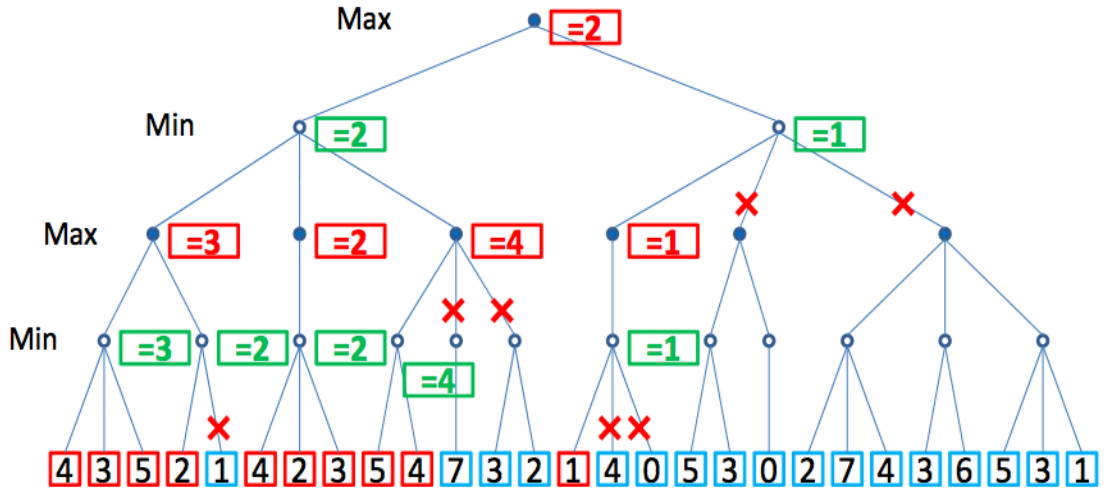 Max =2
Min =2 =1
Max =3 =2 =4 =1
Min =3 =2 =2 =1
=4
4 3 5 2 1 4 2 3 5 4 7 3 2 1 4 0 5 3 0 2 7 4 3 6 5 3 1